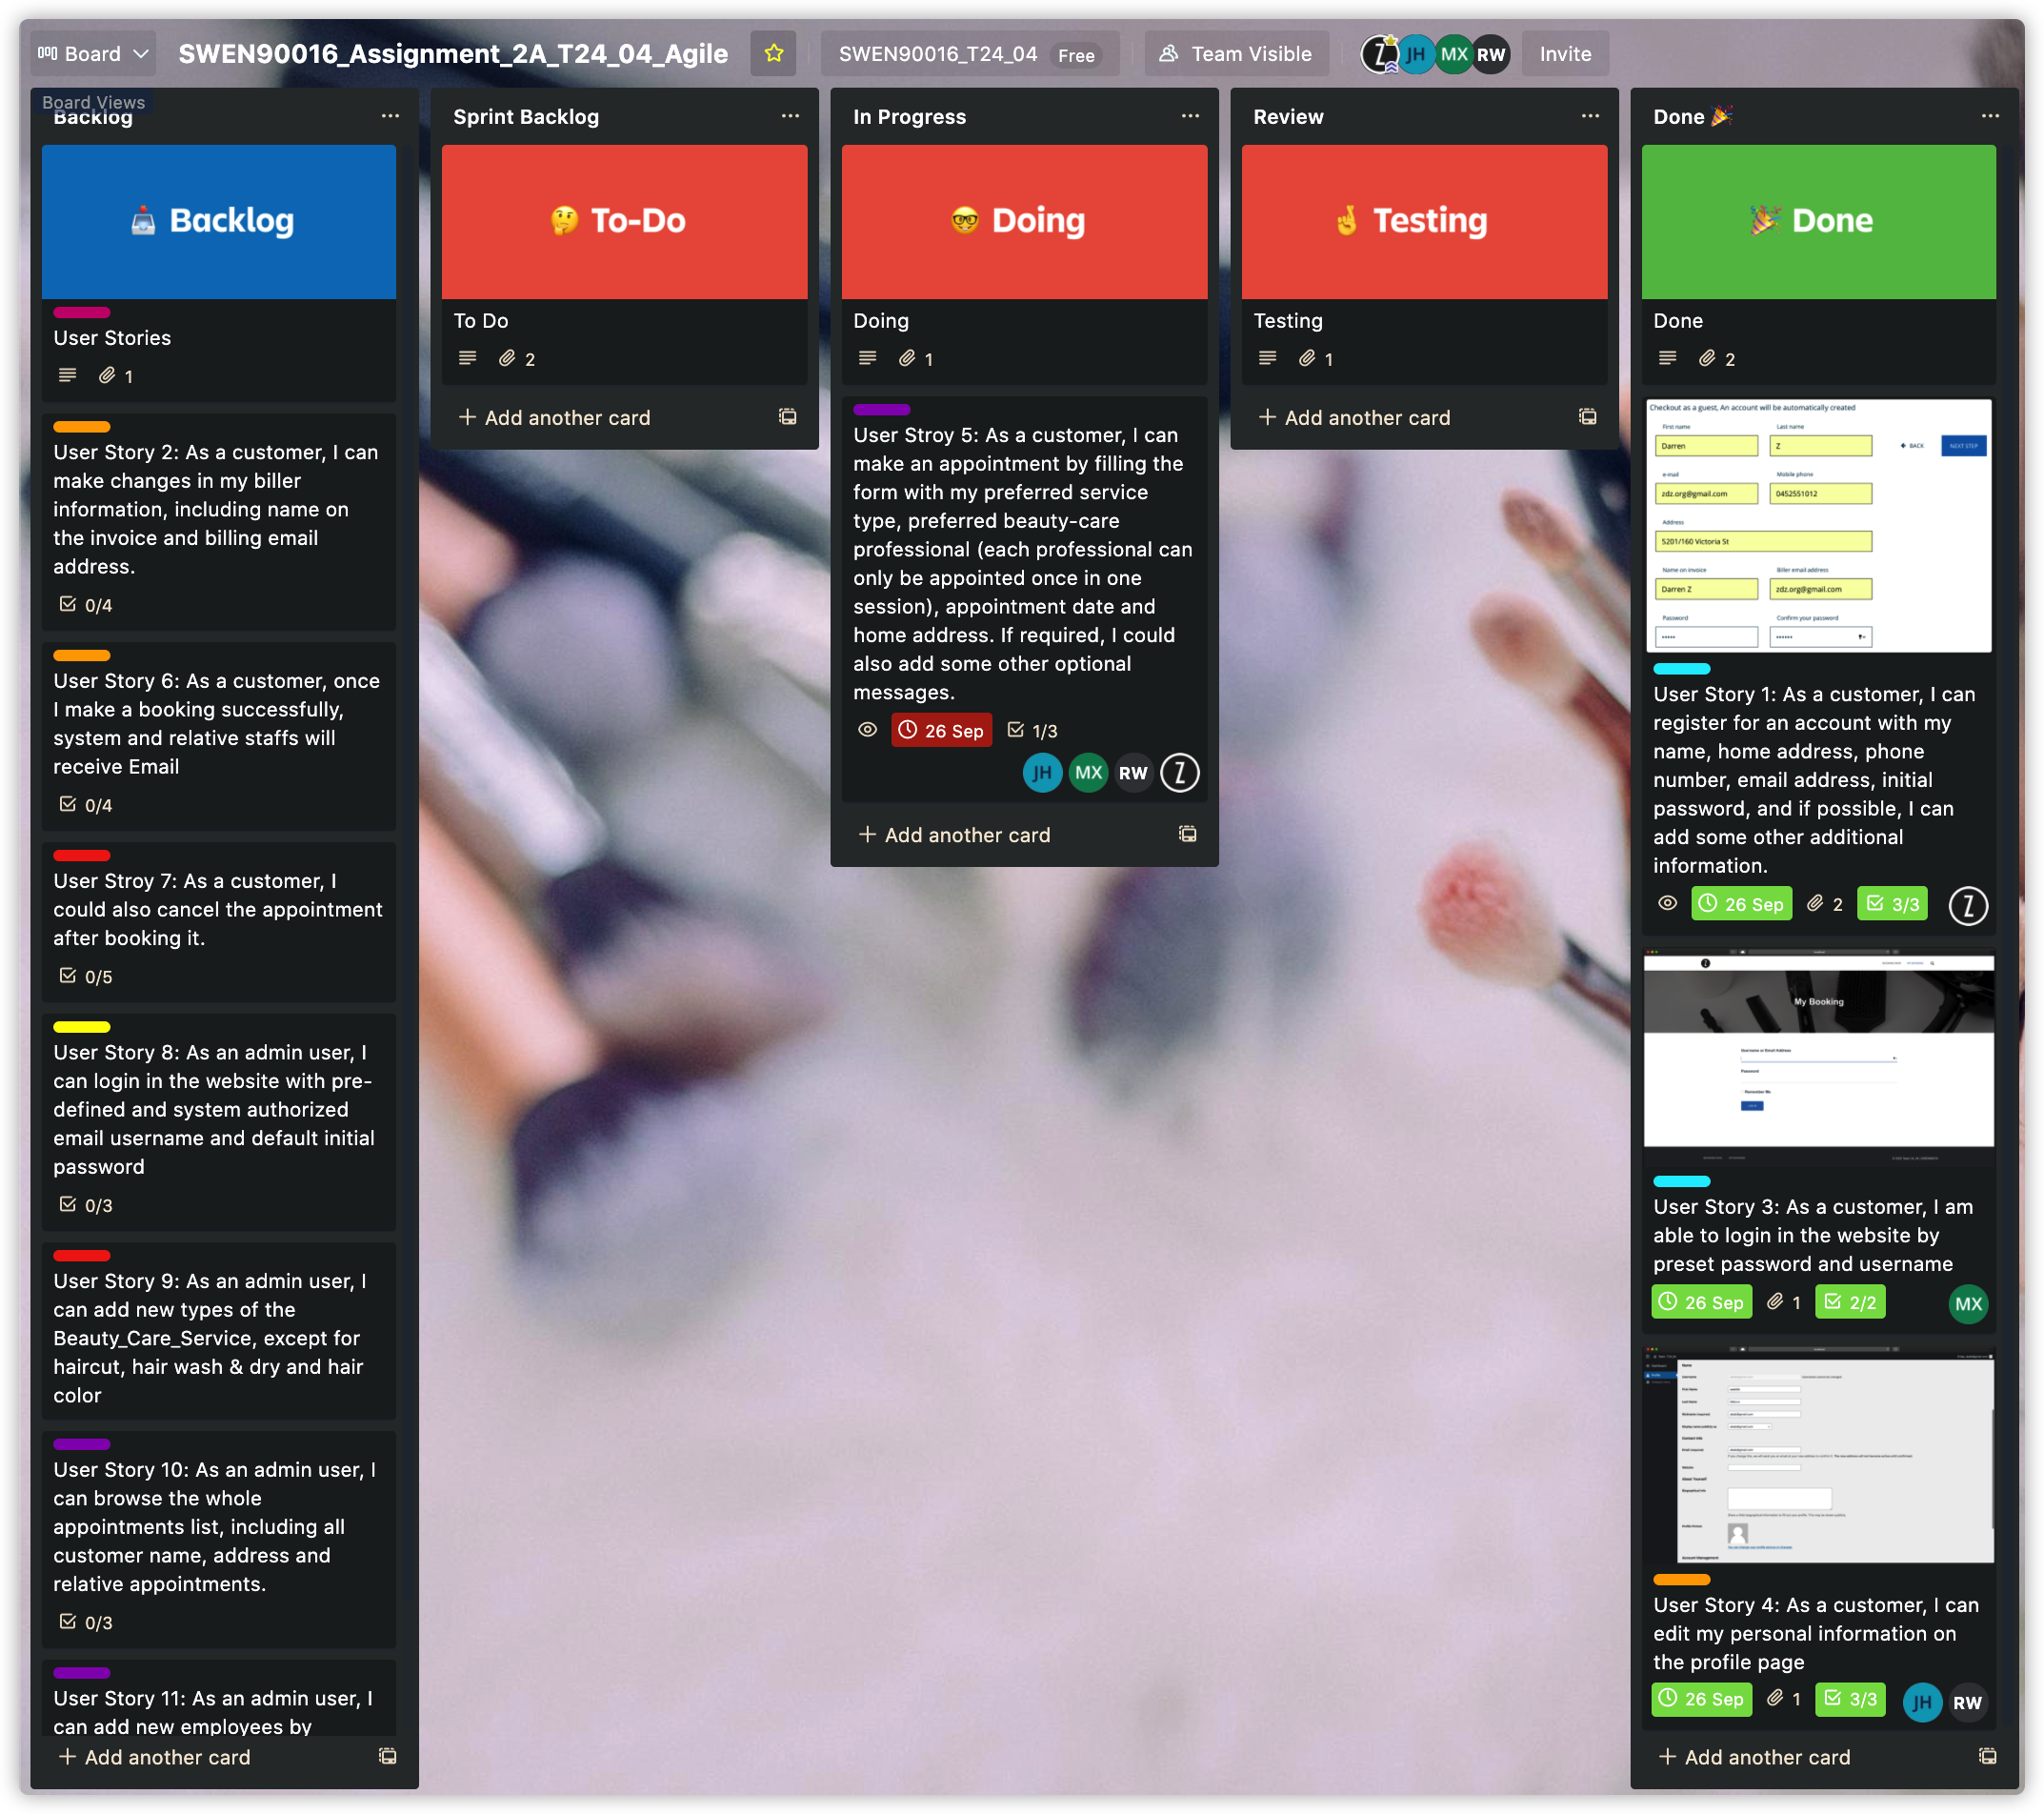 Board
SWEN90016_Assignment_2A_T24_04_Agile
SWEN90016_T24_04 Free
Team Visible
JH MX RW
Invite
Board Views
Backlog
Backlog
User Stories
1
User Story 2: As a customer, I can
make changes in my biller
information, including name on
the invoice and billing email
address.
0/4
User Story 6: As a customer, once
I make a booking successfully,
system and relative staffs will
receive Email
0/4
User Stroy 7: As a customer, I
could also cancel the appointment
after booking it.
0/5
User Story 8: As an admin user, I
can login in the website with pre-
defined and system authorized
email username and default initial
password
0/3
User Story 9: As an admin user, I
can add new types of the
Beauty_Care_Service, except for
haircut, hair wash & dry and hair
color
User Story 10: As an admin user, I
can browse the whole
appointments list, including all
customer name, address and
relative appointments.
0/3
User Story 11: As an admin user, I
can add new employees by
+ Add another card
Sprint Backlog
To-Do
To Do
2
+ Add another card
In Progress
Doing
Doing
1
User Stroy 5: As a customer, I can
make an appointment by filling the
form with my preferred service
type, preferred beauty-care
professional (each professional can
only be appointed once in one
session), appointment date and
home address. If required, I could
also add some other optional
messages.
26 Sep 1/3
JH MX RW Z
+ Add another card
Review
Testing
Testing
1
+ Add another card
Done
Done
Done
2
Checkout as a guest, An account will be automatically created
First name Last name
Darren Z BACK NEXT STEP
e-mail Mobile phone
zdz.org@gmail.com 0452551012
Address
5201/160 Victoria St
Name on invoice Biller email address
Darren Z zdz.org@gmail.com
Password Confirm your password
User Story 1: As a customer, I can
register for an account with my
name, home address, phone
number, email address, initial
password, and if possible, I can
add some other additional
information.
26 Sep 2 3/3 Z
My Booking
Username or Email Address
Password
Remember Me
User Story 3: As a customer, I am
able to login in the website by
preset password and username
26 Sep 1 2/2 MX
User Story 4: As a customer, I can
edit my personal information on
the profile page
26 Sep 1 3/3 JH RW
+ Add another card